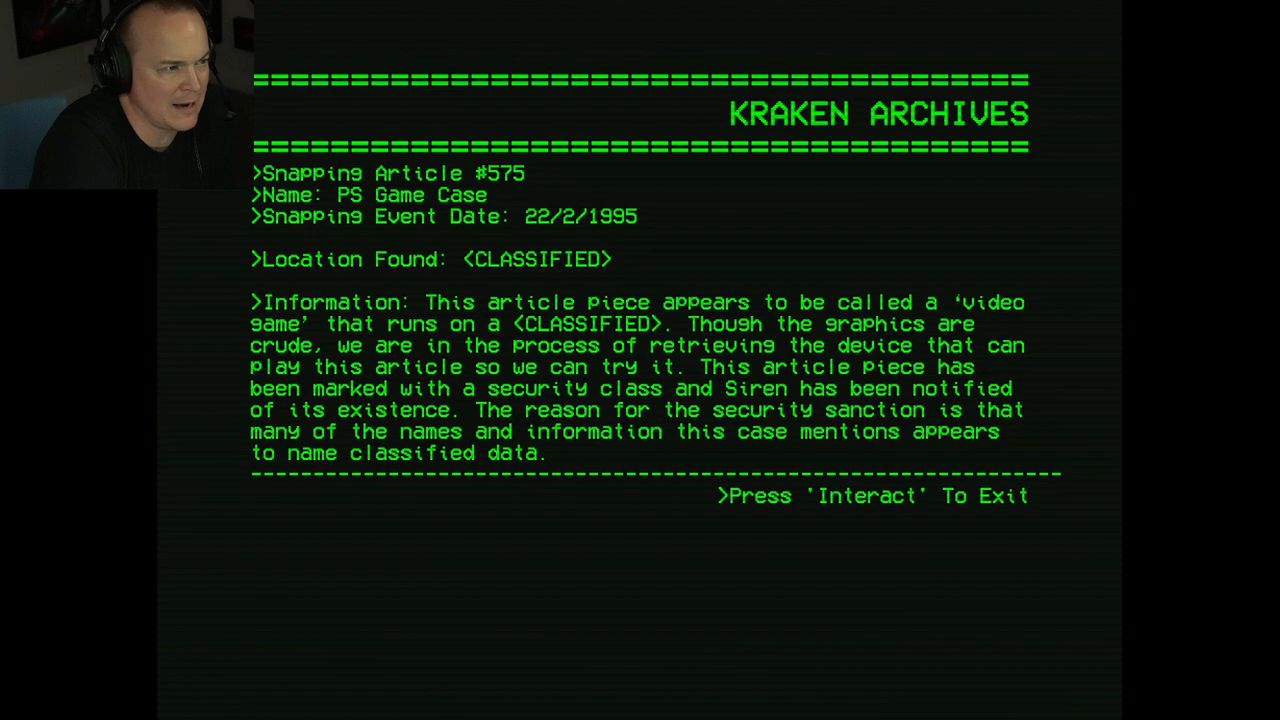 ========================================
KRAKEN ARCHIVES
========================================
>Snapping Article #575
>Name: PS Game Case
>Snapping Event Date: 22/2/1995
>Location Found: <CLASSIFIED>
>Information: This article piece appears to be called a ‘video
game’ that runs on a <CLASSIFIED>. Though the graphics are
crude, we are in the process of retrieving the device that can
play this article so we can try it. This article piece has
been marked with a security class and Siren has been notified
of its existence. The reason for the security sanction is that
many of the names and information this case mentions appears
to name classified data.
-----------------------------------------------------------------
>Press 'Interact' To Exit